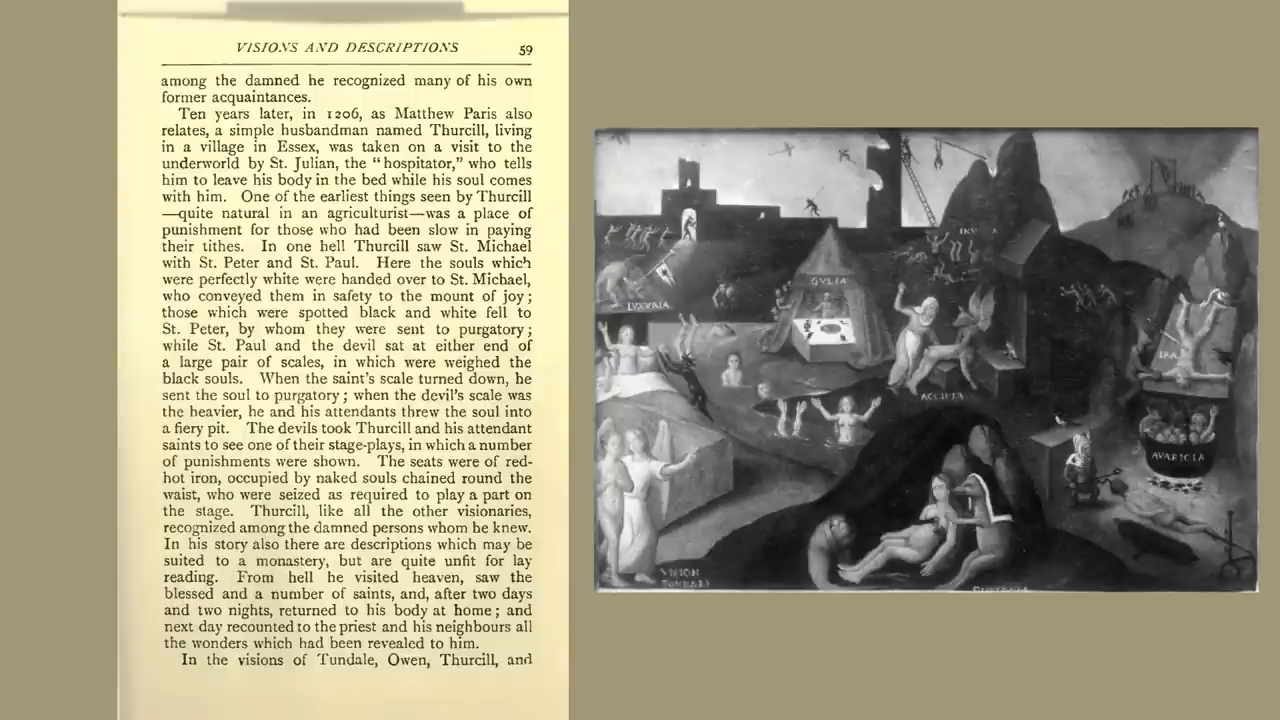 VISIONS AND DESCRIPTIONS 59
among the damned he recognized many of his own
former acquaintances.
Ten years later, in 1206, as Matthew Paris also
relates, a simple husbandman named Thurcill, living
in a village in Essex, was taken on a visit to the
underworld by St. Julian, the "hospitator," who tells
him to leave his body in the bed while his soul comes
with him. One of the earliest things seen by Thurcill
—quite natural in an agriculturist—was a place of
punishment for those who had been slow in paying
their tithes. In one hell Thurcill saw St. Michael
with St. Peter and St. Paul. Here the souls which
were perfectly white were handed over to St. Michael,
who conveyed them in safety to the mount of joy;
those which were spotted black and white fell to
St. Peter, by whom they were sent to purgatory;
while St. Paul and the devil sat at either end of
a large pair of scales, in which were weighed the
black souls. When the saint's scale turned down, he
sent the soul to purgatory; when the devil's scale was
the heavier, he and his attendants threw the soul into
a fiery pit. The devils took Thurcill and his attendant
saints to see one of their stage-plays, in which a number
of punishments were shown. The seats were of red-
hot iron, occupied by naked souls chained round the
waist, who were seized as required to play a part on
the stage. Thurcill, like all the other visionaries,
recognized among the damned persons whom he knew.
In his story also there are descriptions which may be
suited to a monastery, but are quite unfit for lay
reading. From hell he visited heaven, saw the
blessed and a number of saints, and, after two days
and two nights, returned to his body at home; and
next day recounted to the priest and his neighbours all
the wonders which had been revealed to him.
In the visions of Tundale, Owen, Thurcill, and
GVLIA
IRA
AVARICIA
VISION